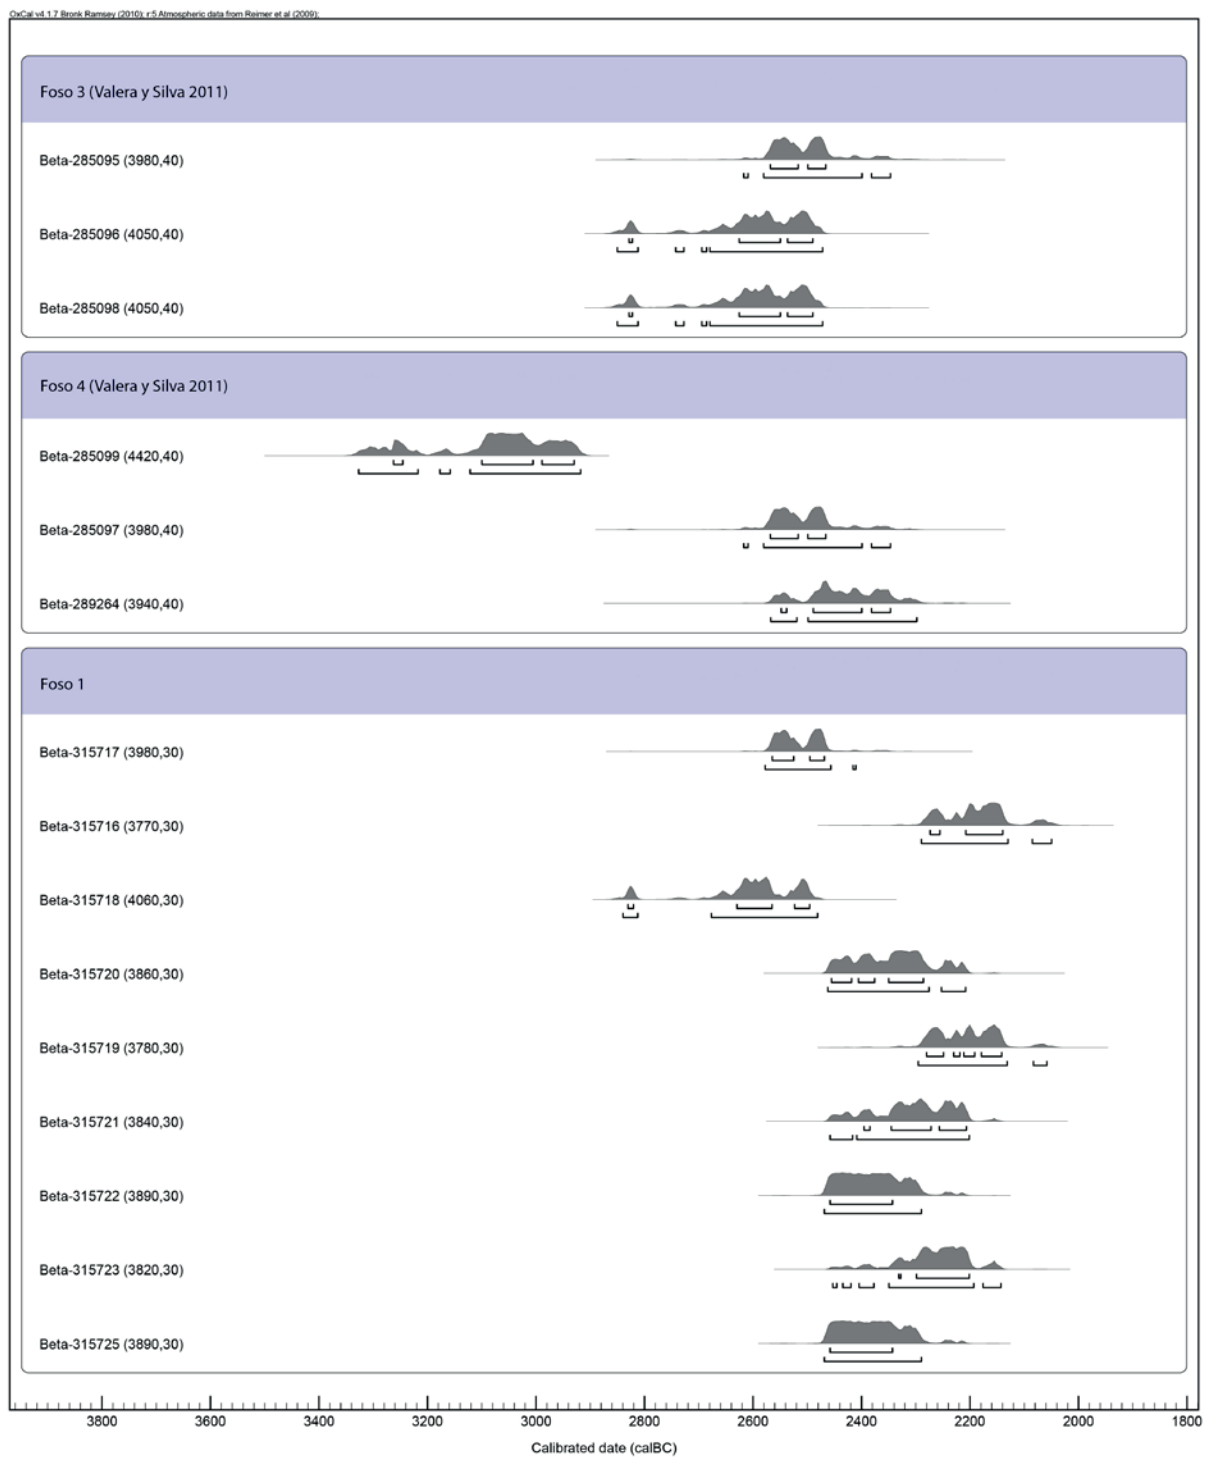 OxCal v4.1.7 Bronk Ramsey (2010); r:5 Atmospheric data from Reimer et al (2009);
Foso 3 (Valera y Silva 2011)
Beta-285095 (3980,40)
Beta-285096 (4050,40)
Beta-285098 (4050,40)
Foso 4 (Valera y Silva 2011)
Beta-285099 (4420,40)
Beta-285097 (3980,40)
Beta-289264 (3940,40)
Foso 1
Beta-315717 (3980,30)
Beta-315716 (3770,30)
Beta-315718 (4060,30)
Beta-315720 (3860,30)
Beta-315719 (3780,30)
Beta-315721 (3840,30)
Beta-315722 (3890,30)
Beta-315723 (3820,30)
Beta-315725 (3890,30)
3800 3600 3400 3200 3000 2800 2600 2400 2200 2000 1800
Calibrated date (calBC)